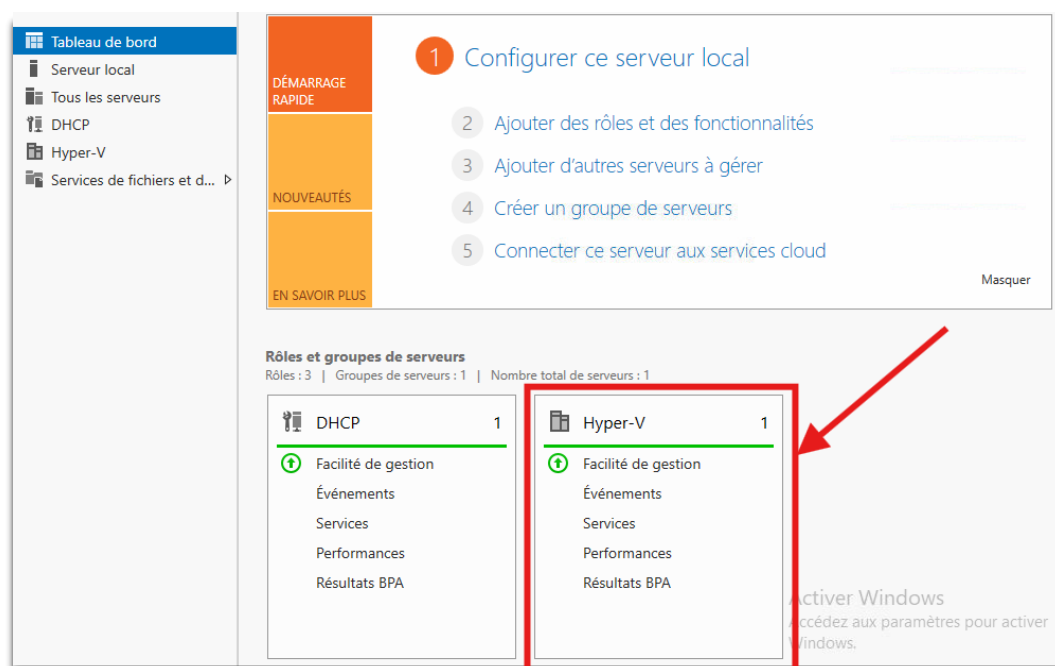 Tableau de bord
Serveur local
Tous les serveurs
DHCP
Hyper-V
Services de fichiers et d...
DÉMARRAGE
RAPIDE
NOUVEAUTÉS
EN SAVOIR PLUS
1 Configurer ce serveur local
2 Ajouter des rôles et des fonctionnalités
3 Ajouter d’autres serveurs à gérer
4 Créer un groupe de serveurs
5 Connecter ce serveur aux services cloud
Masquer
Rôles et groupes de serveurs
Rôles : 3 | Groupes de serveurs : 1 | Nombre total de serveurs : 1
DHCP 1
Facilité de gestion
Événements
Services
Performances
Résultats BPA
Hyper-V 1
Facilité de gestion
Événements
Services
Performances
Résultats BPA
Activer Windows
Accédez aux paramètres pour activer
Windows.